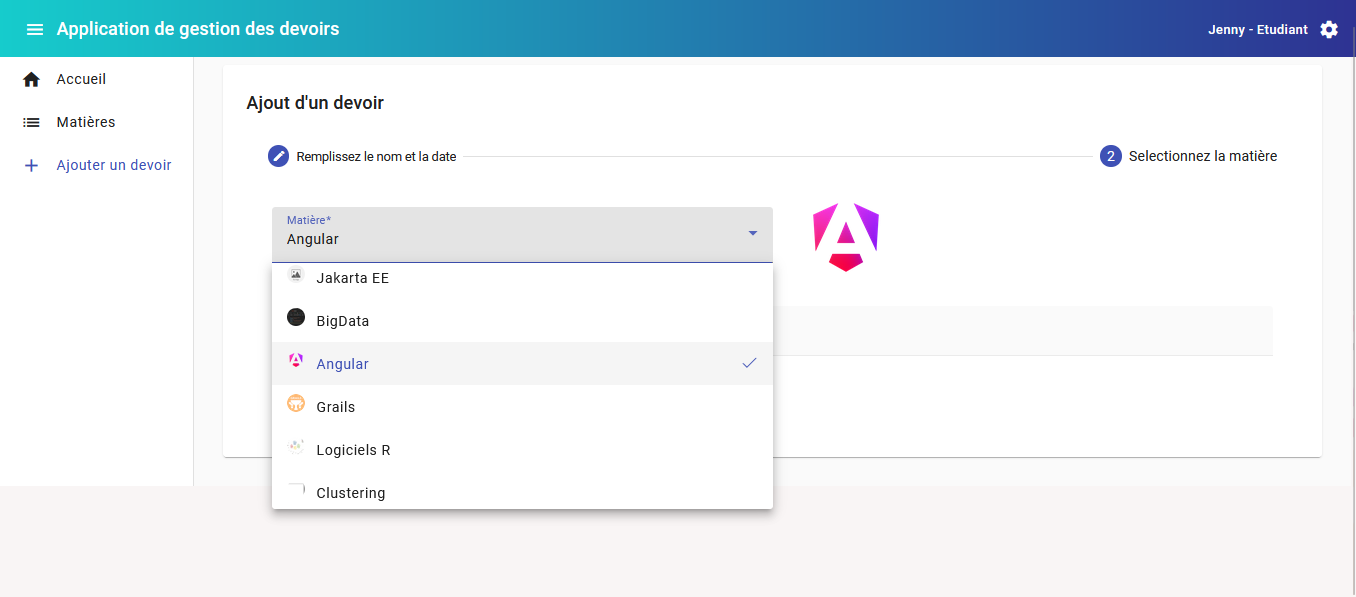 Application de gestion des devoirs
Jenny - Etudiant
Accueil
Matières
Ajouter un devoir
Ajout d'un devoir
Remplissez le nom et la date
2 Selectionnez la matière
Matière*
Angular
Jakarta EE
BigData
Angular
Grails
Logiciels R
Clustering